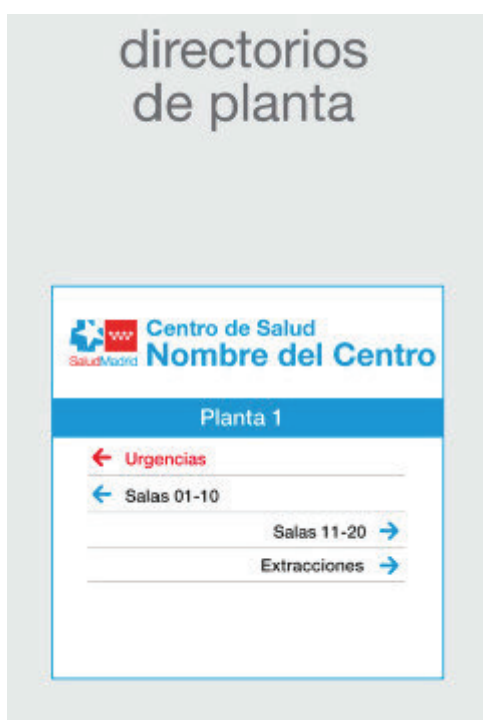 directorios
de planta
Centro de Salud
Nombre del Centro
SaludMadrid
Planta 1
← Urgencias
← Salas 01-10
Salas 11-20 →
Extracciones →